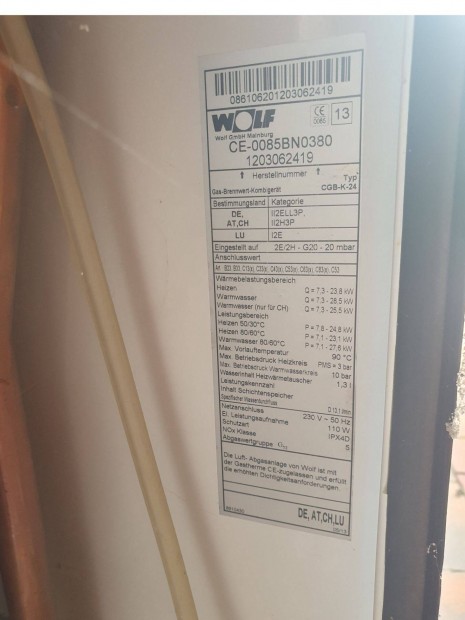 086106201203062419
WOLF
Wolf GmbH Mainburg
CE 0085
13
CE-0085BN0380
1203062419
↑ Herstellnummer ↑ Typ
Gas-Brennwert-Kombigerät CGB-K-24
Bestimmungsland Kategorie
DE, II2ELL3P,
AT,CH II2H3P
LU I2E
Eingestellt auf 2E/2H - G20 - 20 mbar
Anschlusswert
Wärmebelastungsbereich
Heizen Q = 7,3 - 23,8 kW
Warmwasser Q = 7,3 - 28,5 kW
Warmwasser (nur für CH) Q = 7,3 - 25,5 kW
Leistungsbereich
Heizen 50/30°C P = 7,8 - 24,8 kW
Heizen 80/60°C P = 7,1 - 23,1 kW
Warmwasser 80/60°C P = 7,1 - 27,6 kW
Max. Vorlauftemperatur 90 °C
Max. Betriebsdruck Heizkreis PMS = 3 bar
Max. Betriebsdruck Warmwasserkreis 10 bar
Wasserinhalt Heizwärmetauscher 1,3 l
Leistungskennzahl
Inhalt Schichtenspeicher
Spezifischer Wasserdurchfluss
Netzanschluss 230 V ~ 50 Hz
El. Leistungsaufnahme 110 W
Schutzart IPX4D
NOx Klasse 5
Abgaswertgruppe
Die Luft- Abgasanlage von Wolf ist mit
der Gastherme CE-zugelassen und erfüllt
die erhöhten Dichtigkeitsanforderungen.
DE, AT,CH,LU